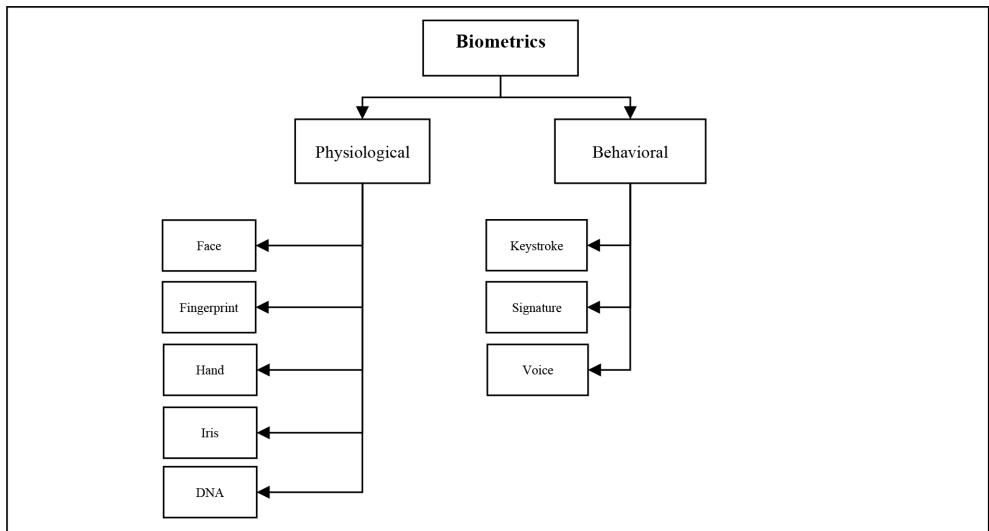 Biometrics
Physiological
Behavioral
Face
Keystroke
Fingerprint
Signature
Hand
Voice
Iris
DNA